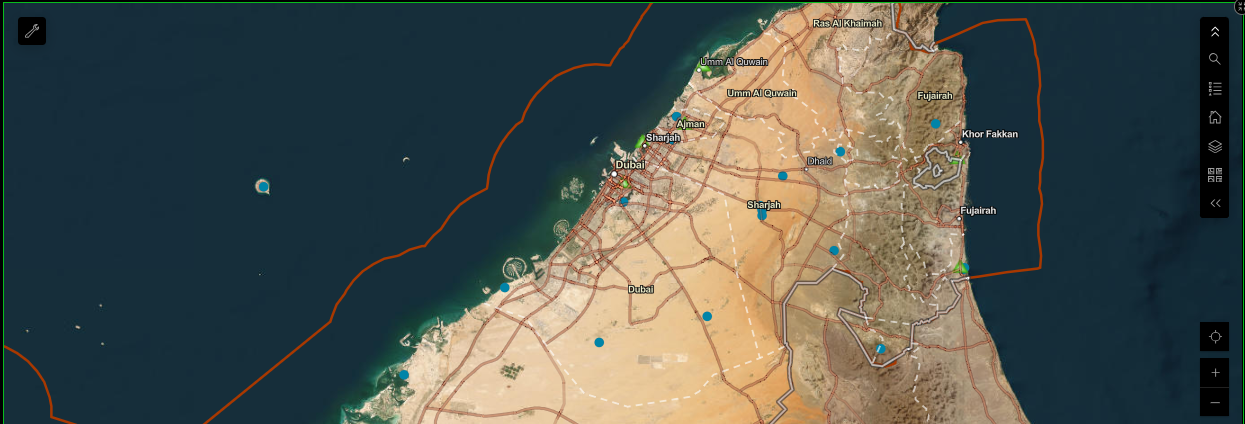 Ras Al Khaimah
Umm Al Quwain
Umm Al Quwain
Fujairah
Ajman
Khor Fakkan
Sharjah
Dubai
Dhaid
Sharjah
Fujairah
Dubai